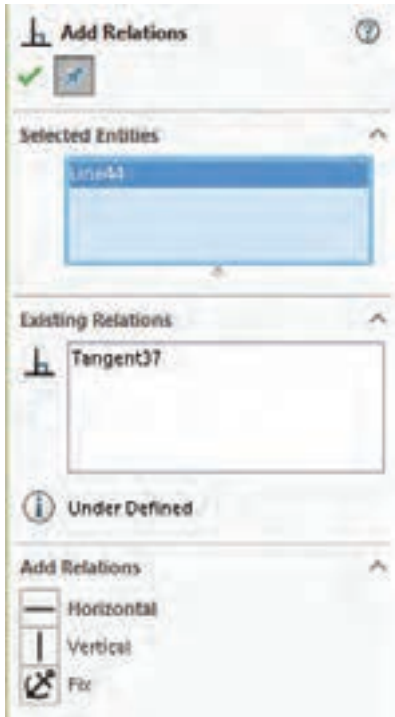 Add Relations
Selected Entities
Line44
Existing Relations
Tangent37
Under Defined
Add Relations
Horizontal
Vertical
Fix